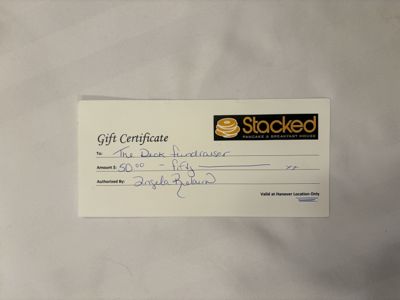 Stacked
PANCAKE & BREAKFAST HOUSE
Gift Certificate
To: The Deck fundraiser
Amount $: 50.00 – fifty xx
Authorized By: Angela
Valid at Hanover Location Only